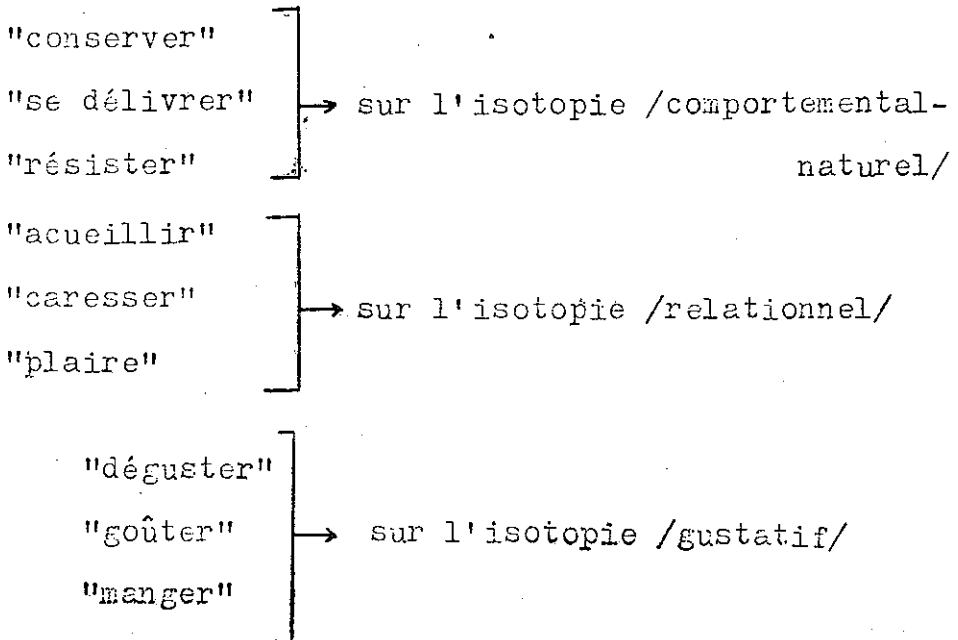 "conserver"
"se délivrer" → sur l'isotopie /comportemental-
"résister" naturel/
"acueillir"
"caresser" → sur l'isotopie /relationnel/
"plaire"
"déguster"
"goûter" → sur l'isotopie /gustatif/
"manger"